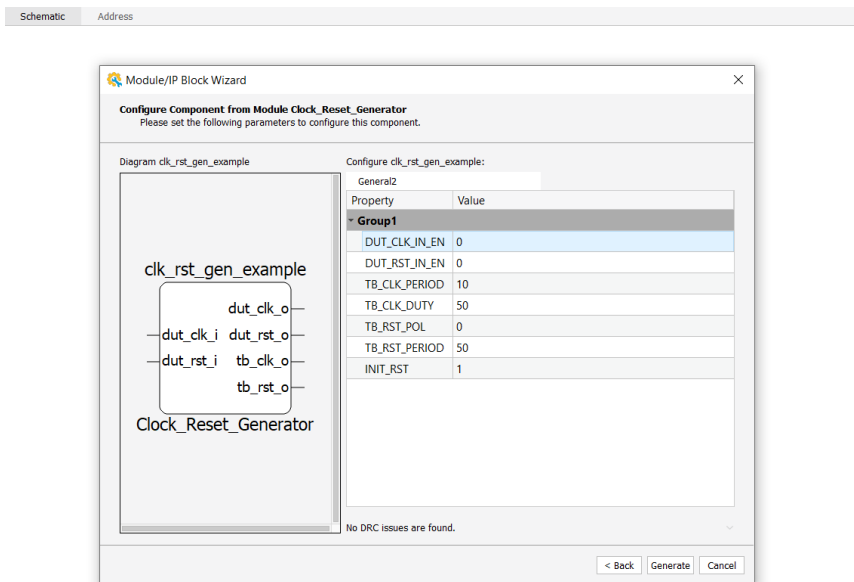 Schematic Address
Module/IP Block Wizard
Configure Component from Module Clock_Reset_Generator
Please set the following parameters to configure this component.
Diagram clk_rst_gen_example
clk_rst_gen_example
dut_clk_o
dut_clk_i dut_rst_o
dut_rst_i tb_clk_o
tb_rst_o
Clock_Reset_Generator
Configure clk_rst_gen_example:
General2
Property Value
Group1
DUT_CLK_IN_EN 0
DUT_RST_IN_EN 0
TB_CLK_PERIOD 10
TB_CLK_DUTY 50
TB_RST_POL 0
TB_RST_PERIOD 50
INIT_RST 1
No DRC issues are found.
< Back Generate Cancel